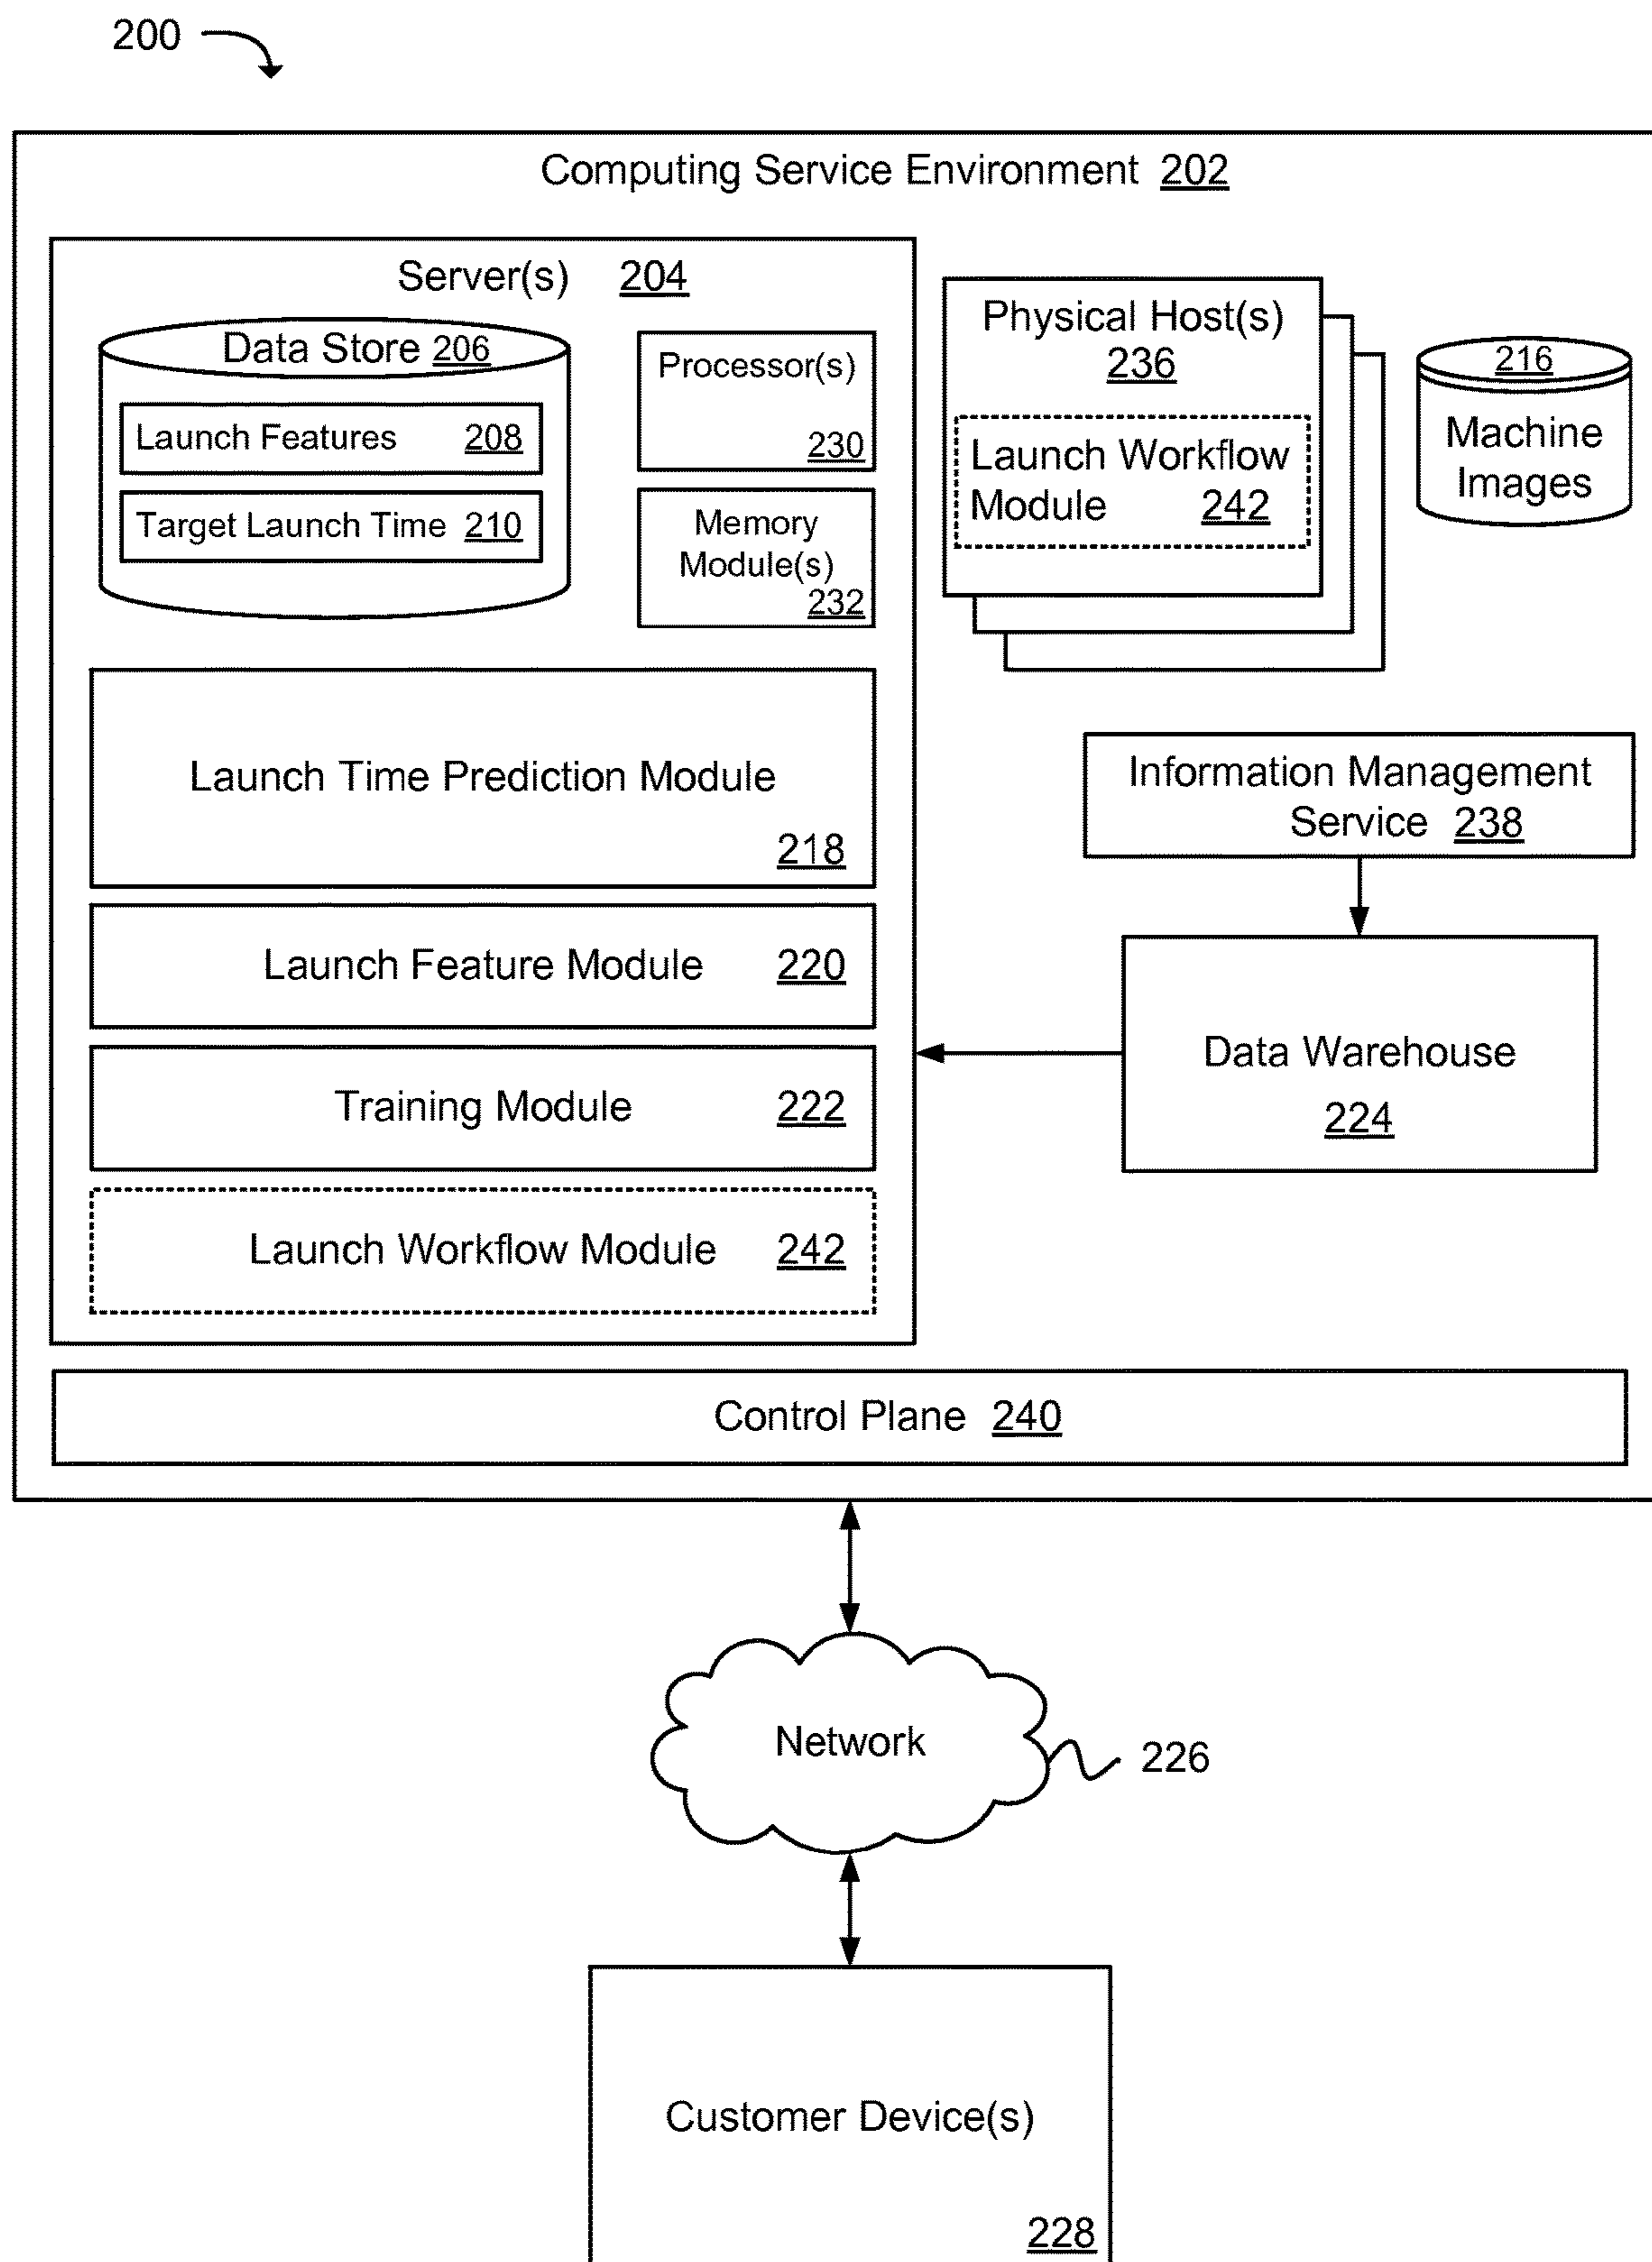 200
Computing Service Environment 202
Server(s) 204
Data Store 206
Launch Features 208
Target Launch Time 210
Processor(s)
230
Memory
Module(s)
232
Physical Host(s)
236
Launch Workflow
Module 242
216
Machine
Images
Launch Time Prediction Module
218
Launch Feature Module 220
Training Module 222
Launch Workflow Module 242
Information Management
Service 238
Data Warehouse
224
Control Plane 240
Network
226
Customer Device(s)
228